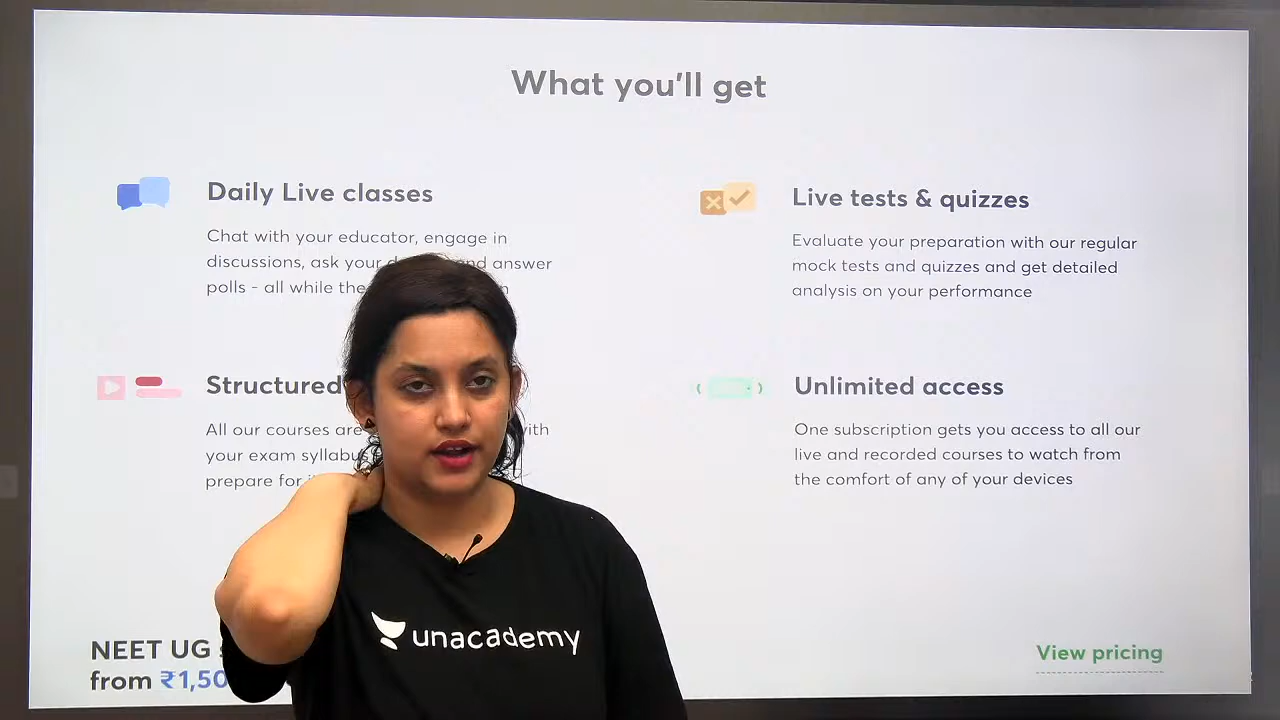 What you'll get
Daily Live classes
Chat with your educator, engage in
discussions, ask your and answer
polls - all while the
Structured
All our courses are with
your exam syllabus
prepare for
Live tests & quizzes
Evaluate your preparation with our regular
mock tests and quizzes and get detailed
analysis on your performance
Unlimited access
One subscription gets you access to all our
live and recorded courses to watch from
the comfort of any of your devices
unacademy
NEET UG
from ₹1,50
View pricing